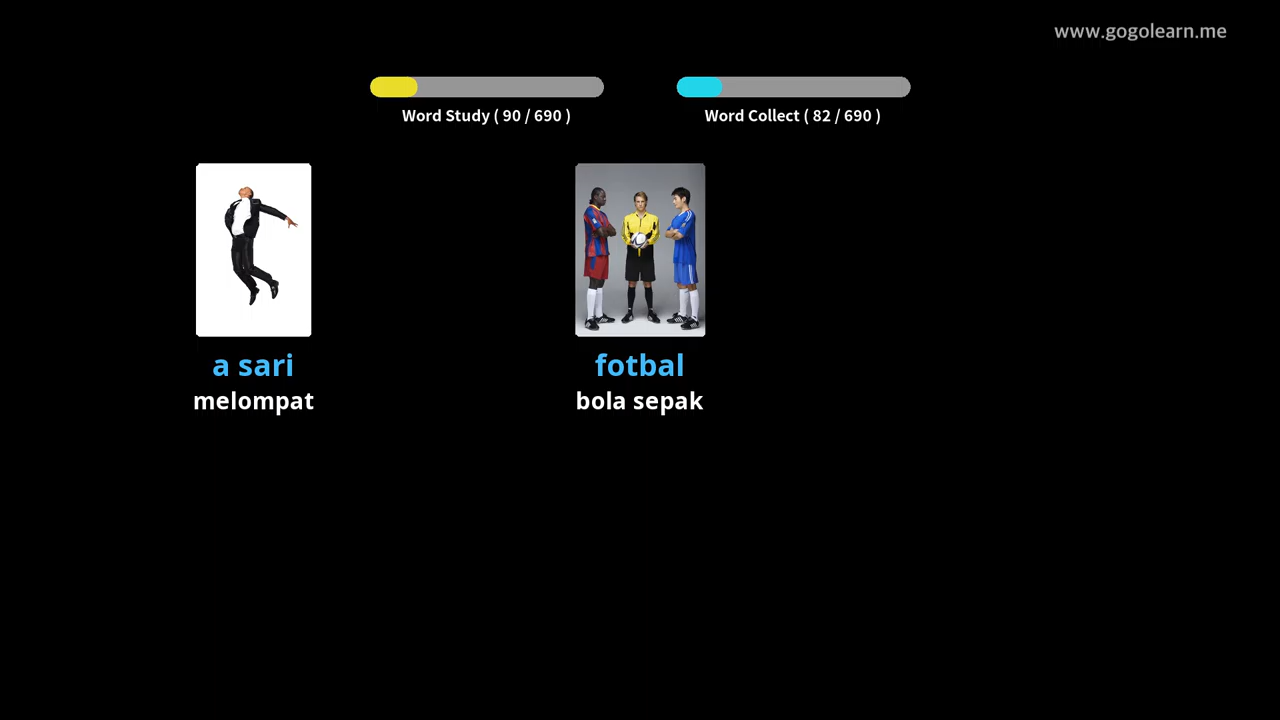 www.gogolearn.me
Word Study ( 90 / 690 )
Word Collect ( 82 / 690 )
a sari
melompat
fotbal
bola sepak